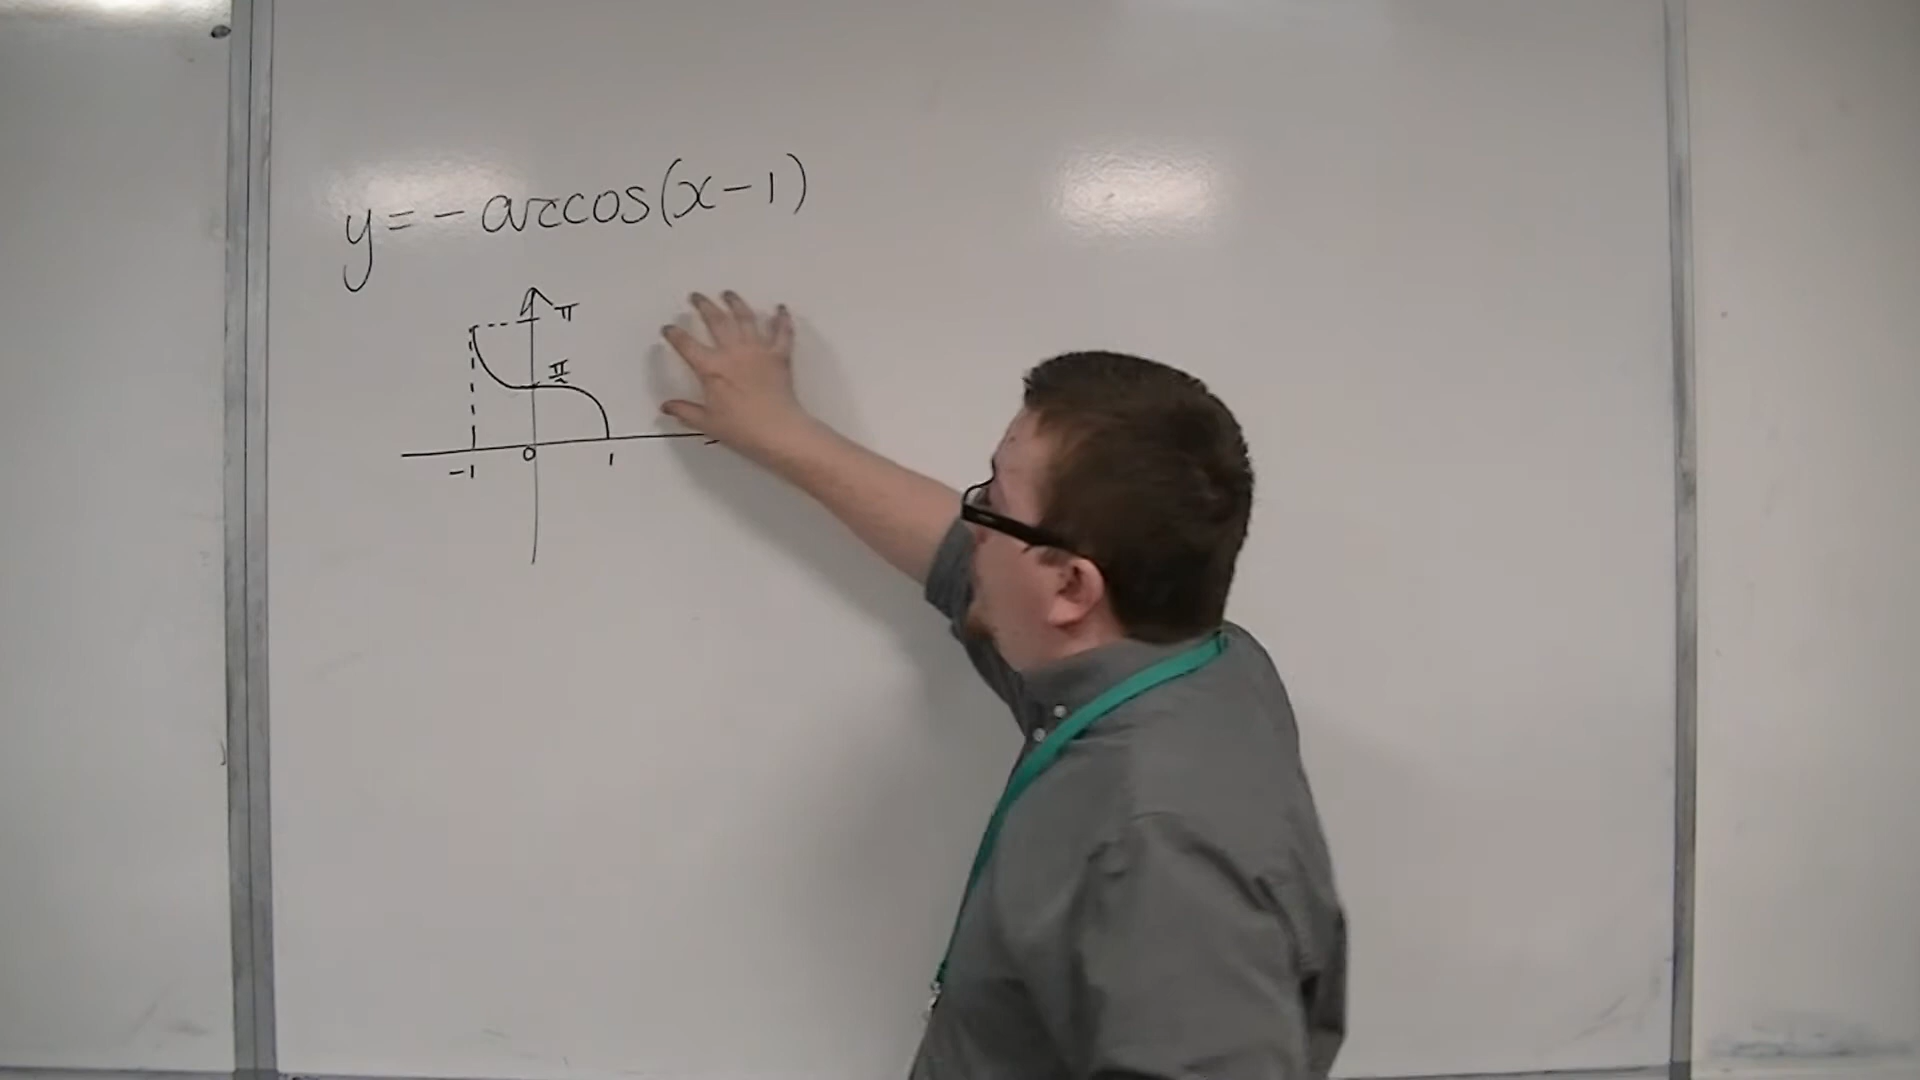 y = - arccos(x-1)
π
π/2
-1 0 1